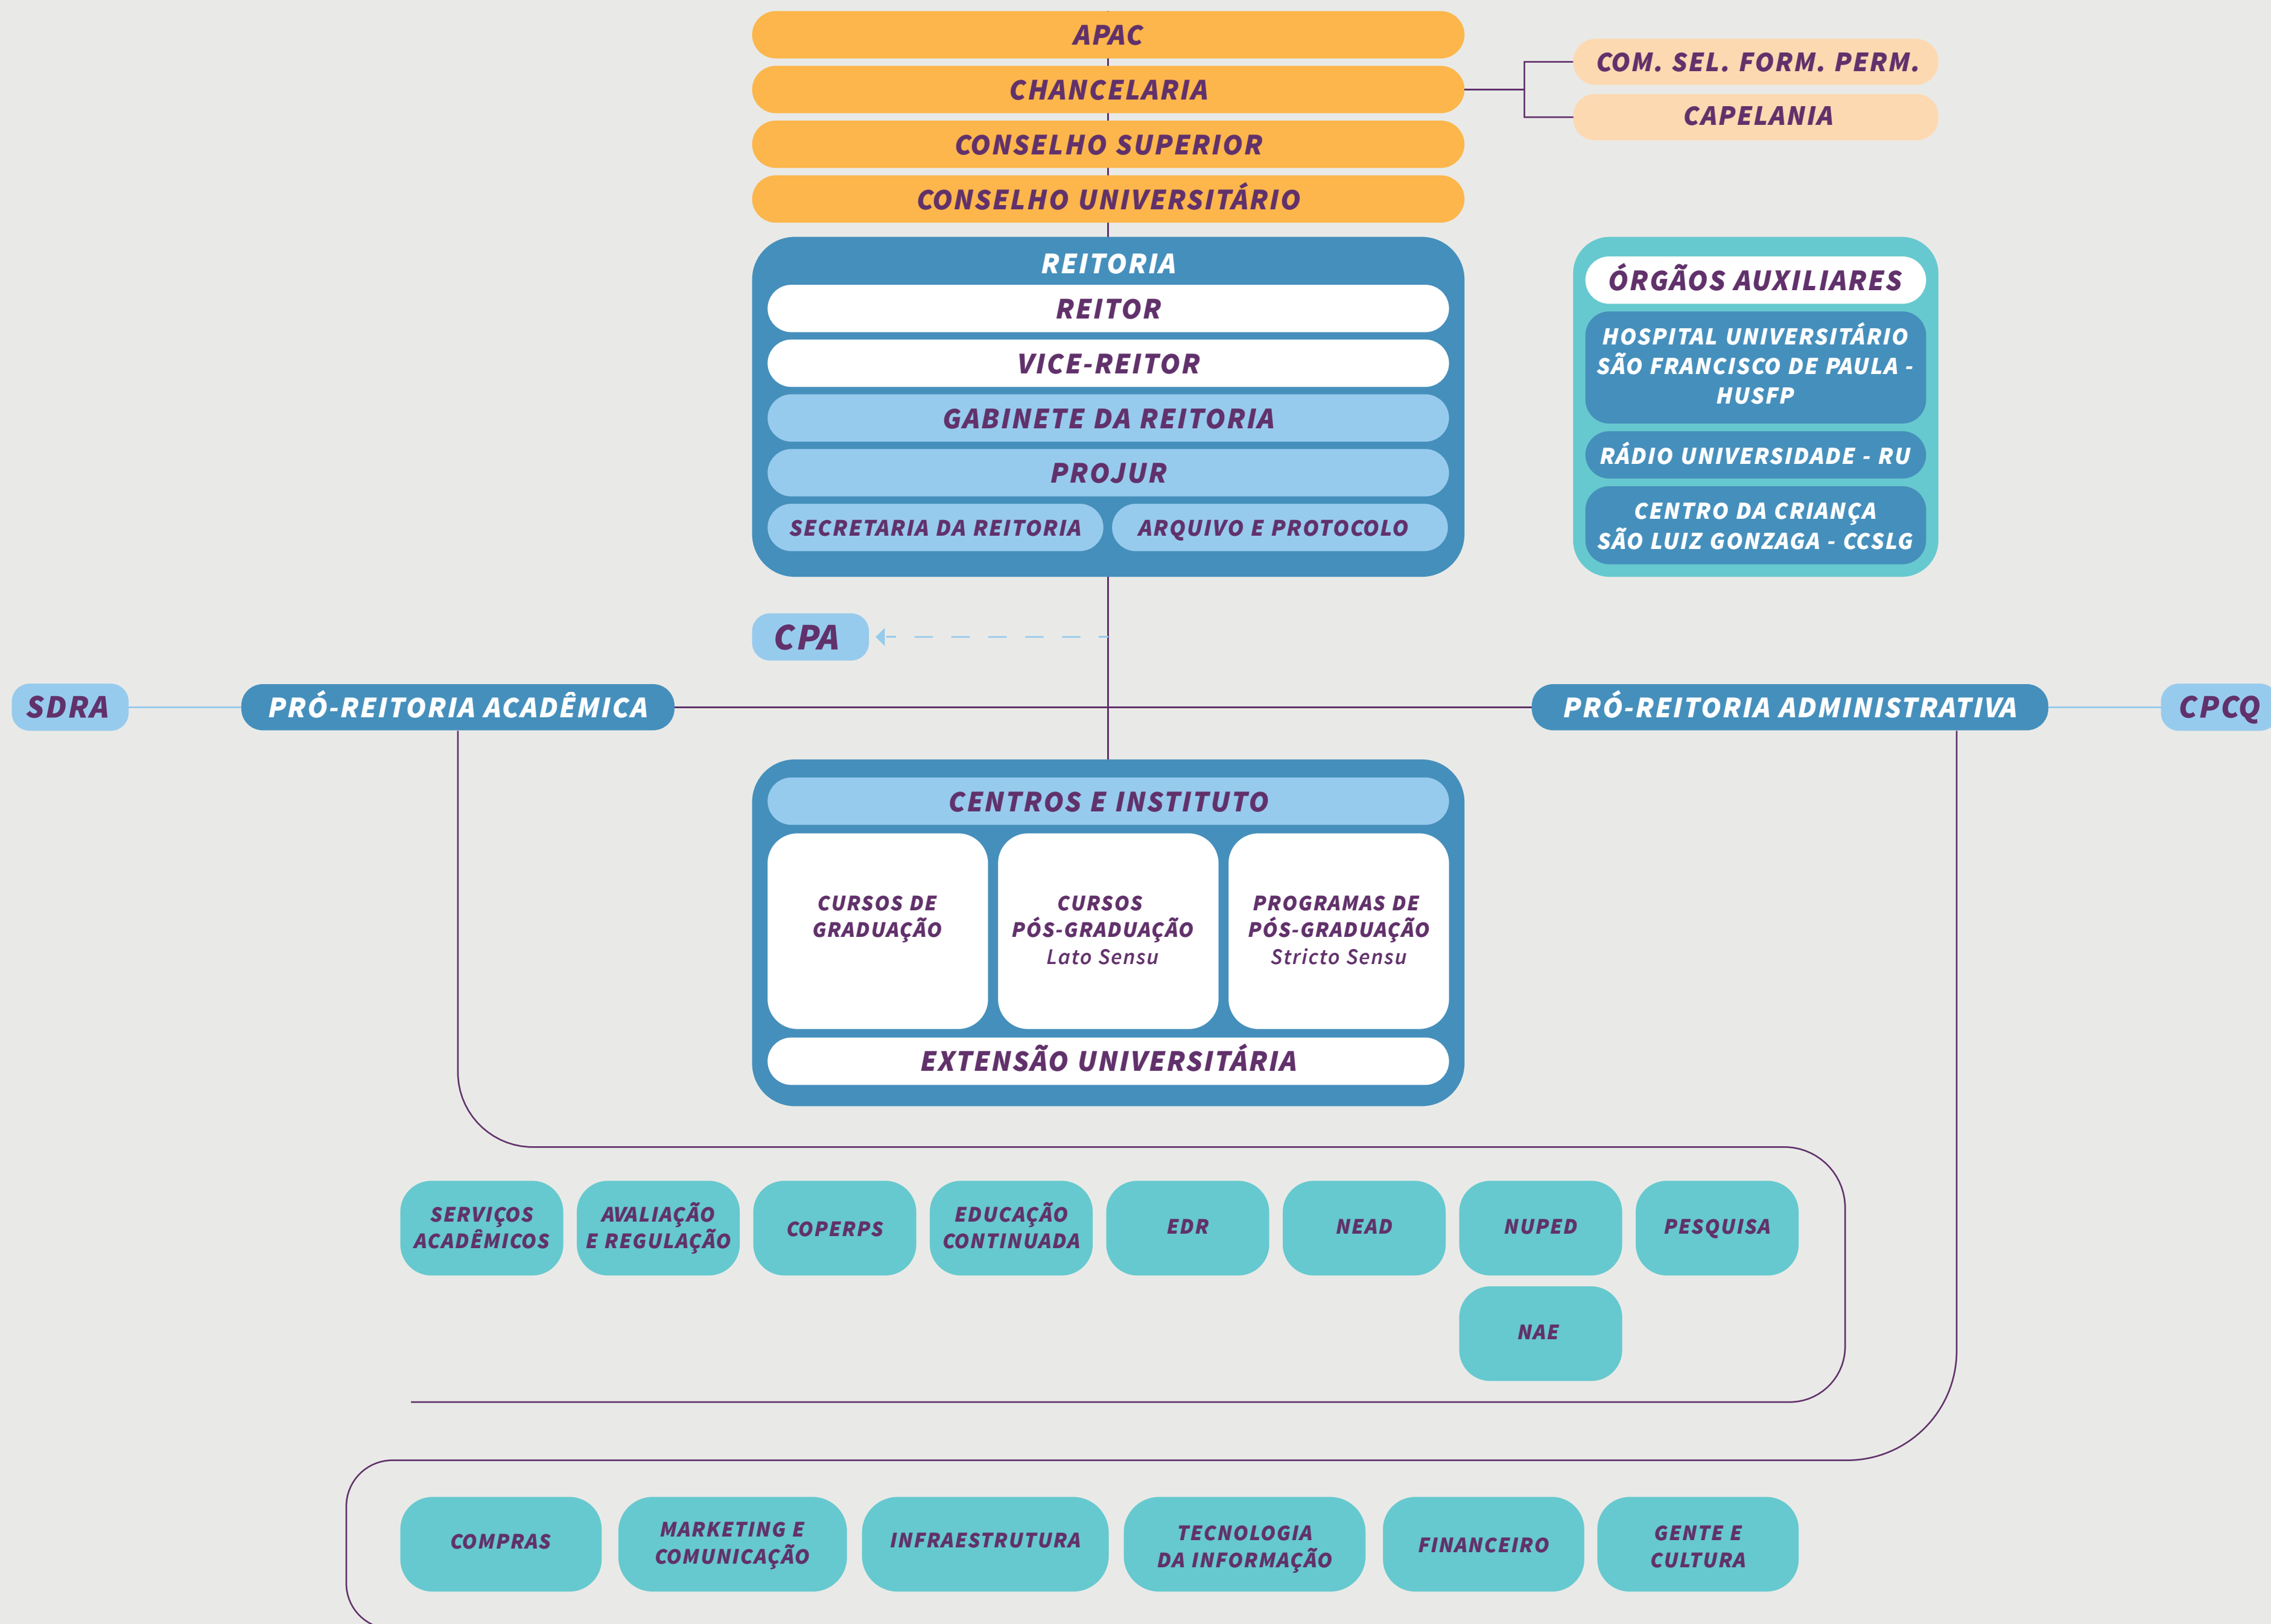 APAC
CHANCELARIA
COM. SEL. FORM. PERM.
CAPELANIA
CONSELHO SUPERIOR
CONSELHO UNIVERSITÁRIO
REITORIA
REITOR
VICE-REITOR
GABINETE DA REITORIA
PROJUR
SECRETARIA DA REITORIA
ARQUIVO E PROTOCOLO
ÓRGÃOS AUXILIARES
HOSPITAL UNIVERSITÁRIO
SÃO FRANCISCO DE PAULA -
HUSFP
RÁDIO UNIVERSIDADE - RU
CENTRO DA CRIANÇA
SÃO LUIZ GONZAGA - CCSLG
CPA
SDRA
PRÓ-REITORIA ACADÊMICA
PRÓ-REITORIA ADMINISTRATIVA
CPCQ
CENTROS E INSTITUTO
CURSOS DE
GRADUAÇÃO
CURSOS
PÓS-GRADUAÇÃO
Lato Sensu
PROGRAMAS DE
PÓS-GRADUAÇÃO
Stricto Sensu
EXTENSÃO UNIVERSITÁRIA
SERVIÇOS
ACADÊMICOS
AVALIAÇÃO
E REGULAÇÃO
COPERPS
EDUCAÇÃO
CONTINUADA
EDR
NEAD
NUPED
PESQUISA
NAE
COMPRAS
MARKETING E
COMUNICAÇÃO
INFRAESTRUTURA
TECNOLOGIA
DA INFORMAÇÃO
FINANCEIRO
GENTE E
CULTURA